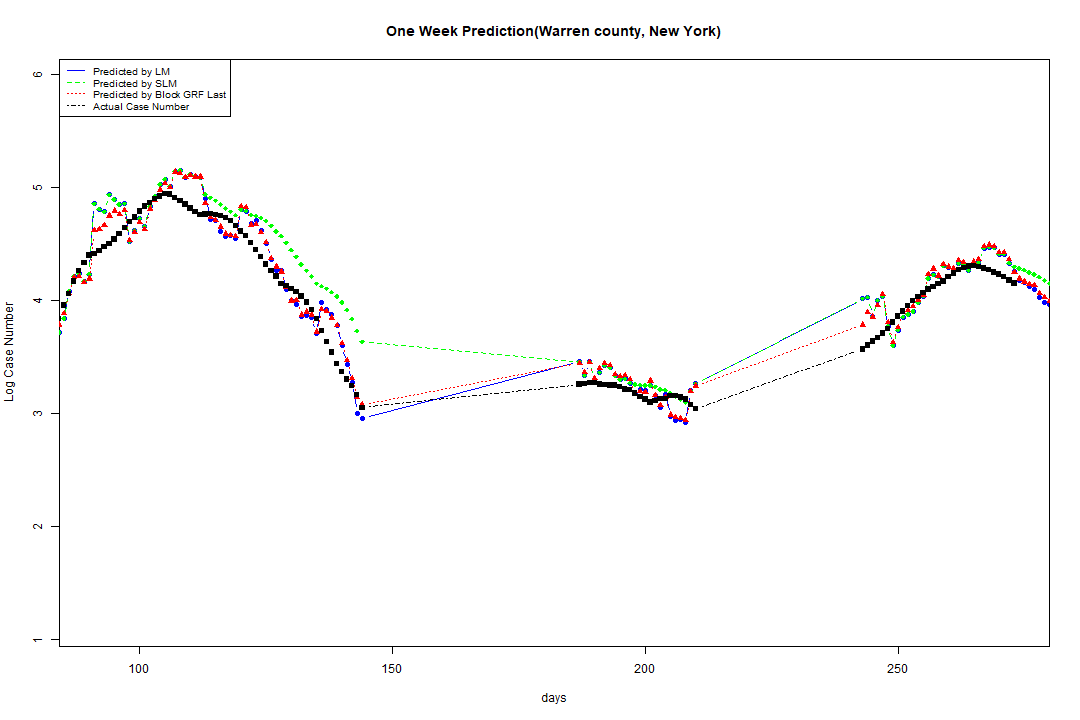 One Week Prediction(Warren county, New York)
Predicted by LM
Predicted by SLM
Predicted by Block GRF Last
Actual Case Number
6
5
4
3
2
1
Log Case Number
100 150 200 250
days